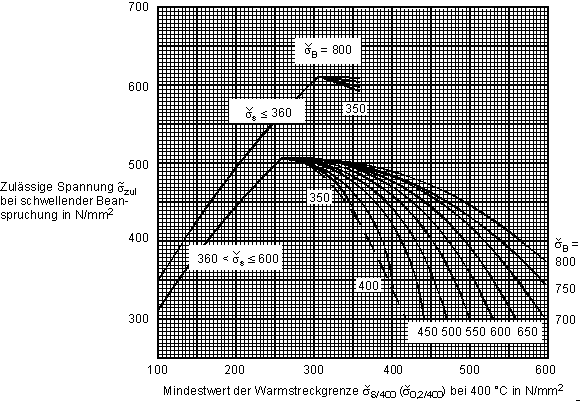 700
σ̌B = 800
600
350
σ̌s ≤ 360
500
Zulässige Spannung σ̃zul
bei schwellender Bean-
spruchung in N/mm²
350
400
360 < σ̌s ≤ 600
σ̌B =
800
400
750
300
450 500 550 600 650
700
100 200 300 400 500 600
Mindestwert der Warmstreckgrenze σ̌S/400 (σ̌0,2/400) bei 400 °C in N/mm²